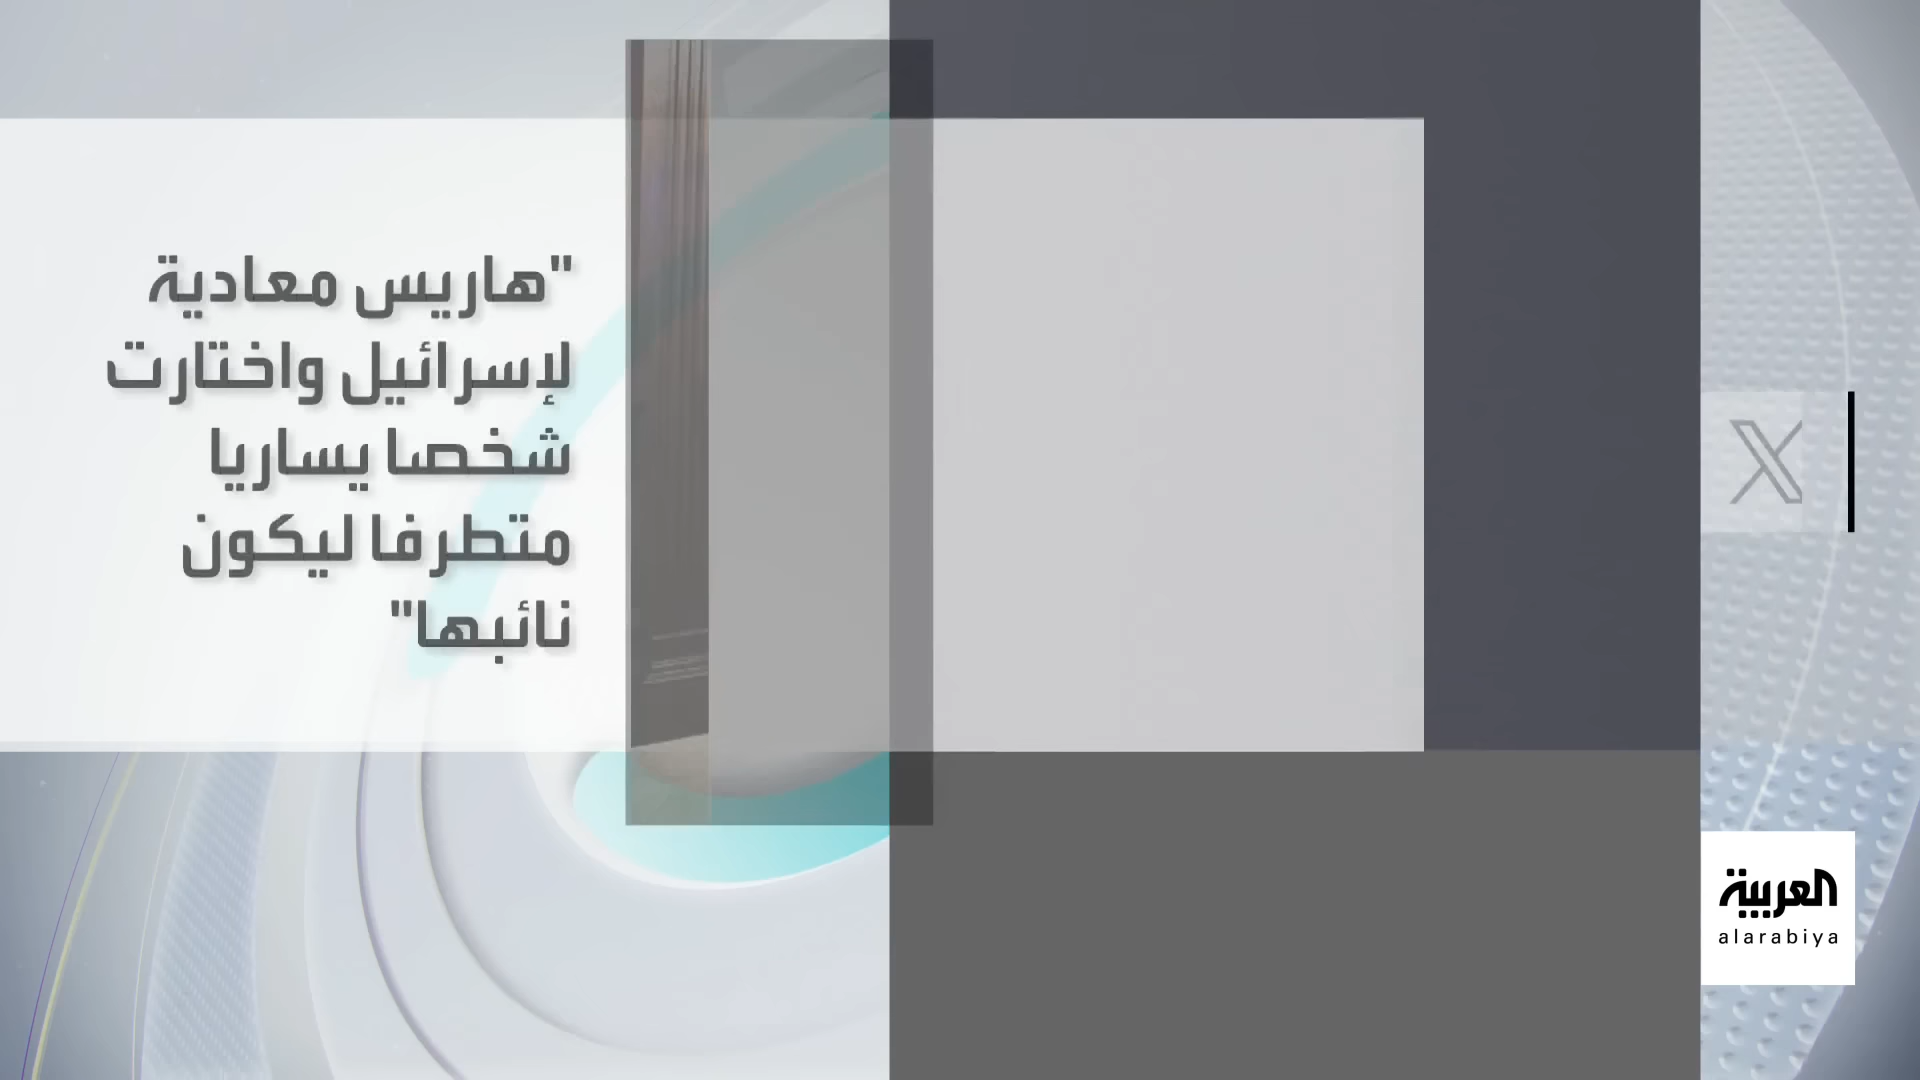 "هاريس معادية
لإسرائيل واختارت
شخصا يساريا
متطرفا ليكون
نائبها"
X
العربية
alarabiya